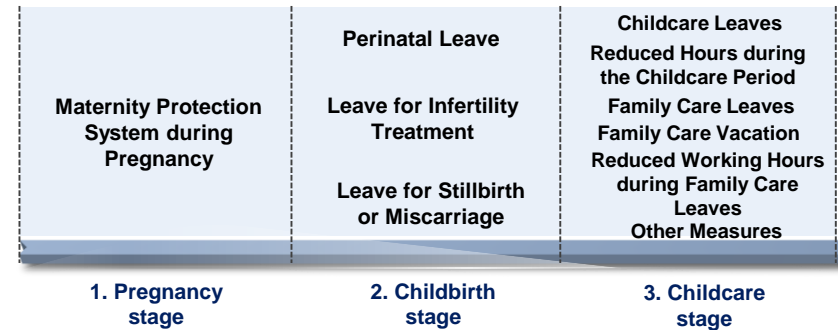 Maternity Protection
System during
Pregnancy
Perinatal Leave
Leave for Infertility
Treatment
Leave for Stillbirth
or Miscarriage
Childcare Leaves
Reduced Hours during
the Childcare Period
Family Care Leaves
Family Care Vacation
Reduced Working Hours
during Family Care
Leaves
Other Measures
1. Pregnancy
stage
2. Childbirth
stage
3. Childcare
stage